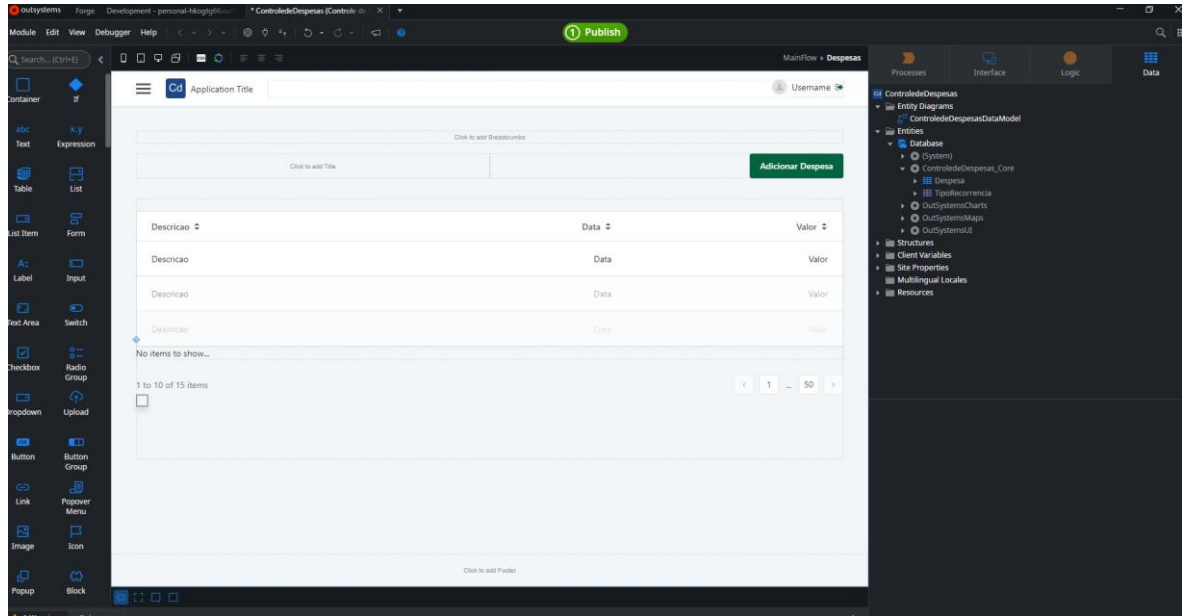 outsystems Forge Development - personal-hkogtg6f * ControledeDespesas (Controle de
Module Edit View Debugger Help
1 Publish
Search... (Ctrl+E)
MainFlow Despesas
Processes Interface Logic Data
Container If
Text Expression
Table List
List Item Form
Label Input
Text Area Switch
Checkbox Radio Group
Dropdown Upload
Button Button Group
Link Popover Menu
Image Icon
Popup Block
Cd Application Title
Username
Click to add Breadcrumbs
Click to add Title
Adicionar Despesa
Descricao Data Valor
Descricao Data Valor
Descricao Data Valor
Descricao Data Valor
No items to show...
1 to 10 of 15 items
1 ... 50
Click to add Footer
ControledeDespesas
Entity Diagrams
ControledeDespesasDataModel
Entities
Database
(System)
ControledeDespesas_Core
Despesa
TipoRecorrencia
OutSystemsCharts
OutSystemsMaps
OutSystemsUI
Structures
Client Variables
Site Properties
Multilingual Locales
Resources